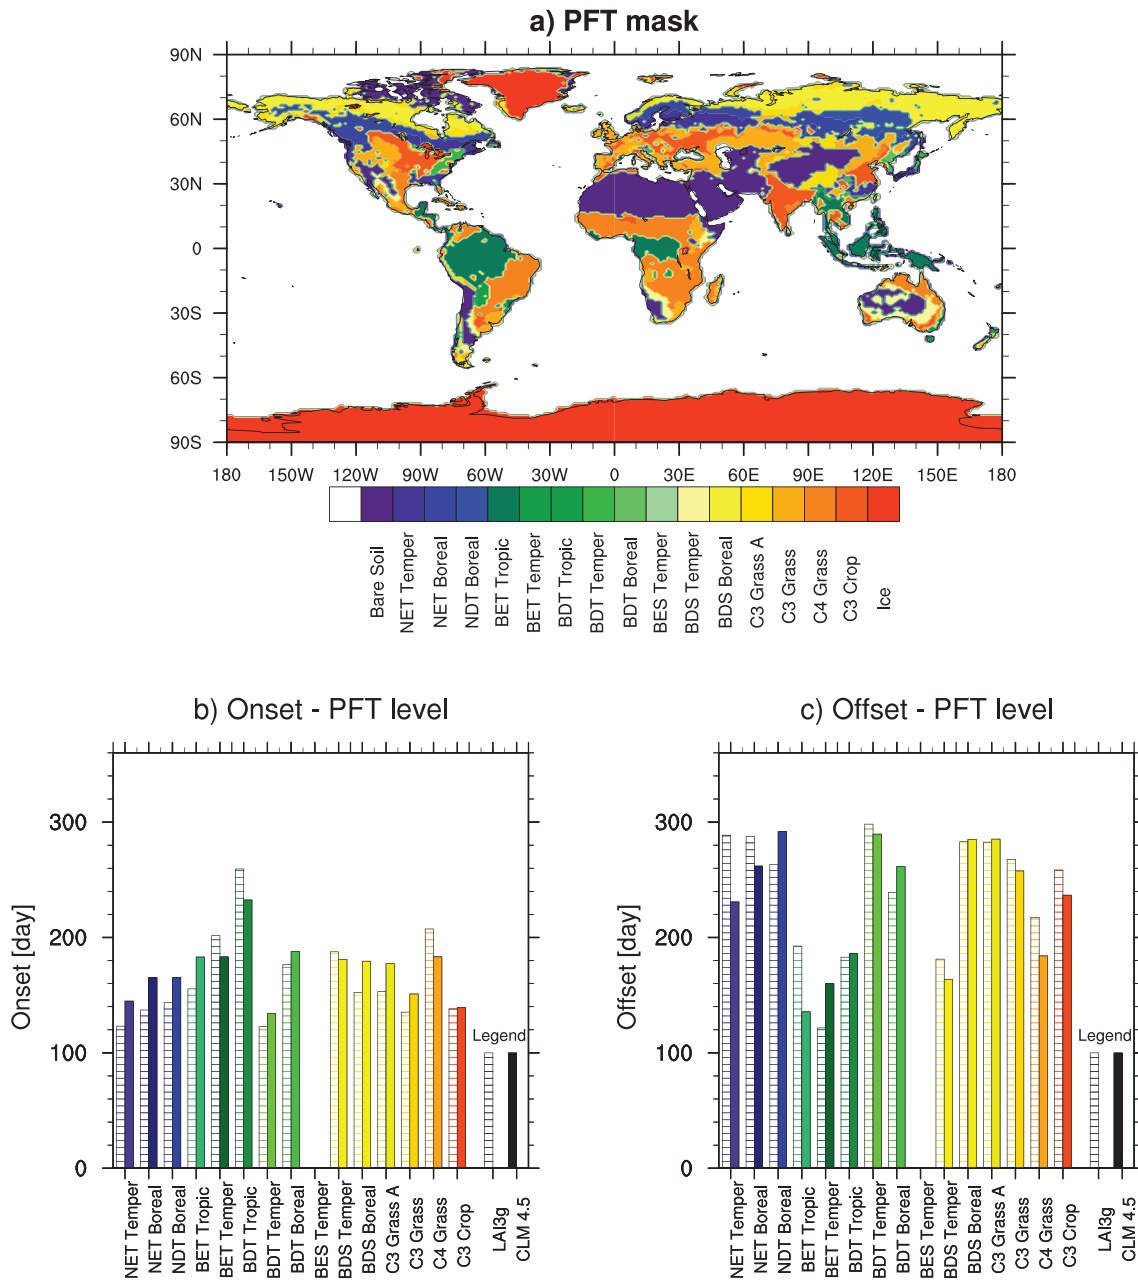 a) PFT mask
90N
60N
30N
0
30S
60S
90S
180 150W 120W 90W 60W 30W 0 30E 60E 90E 120E 150E 180
Bare Soil
NET Temper
NET Boreal
NDT Boreal
BET Tropic
BET Temper
BDT Tropic
BDT Temper
BDT Boreal
BES Temper
BDS Temper
BDS Boreal
C3 Grass A
C3 Grass
C4 Grass
C3 Crop
Ice
b) Onset - PFT level
Onset [day]
300
200
100
0
Legend
NET Temper
NET Boreal
NDT Boreal
BET Tropic
BET Temper
BDT Tropic
BDT Temper
BDT Boreal
BES Temper
BDS Temper
BDS Boreal
C3 Grass A
C3 Grass
C4 Grass
C3 Crop
LAI3g
CLM 4.5
c) Offset - PFT level
Offset [day]
300
200
100
0
Legend
NET Temper
NET Boreal
NDT Boreal
BET Tropic
BET Temper
BDT Tropic
BDT Temper
BDT Boreal
BES Temper
BDS Temper
BDS Boreal
C3 Grass A
C3 Grass
C4 Grass
C3 Crop
LAI3g
CLM 4.5